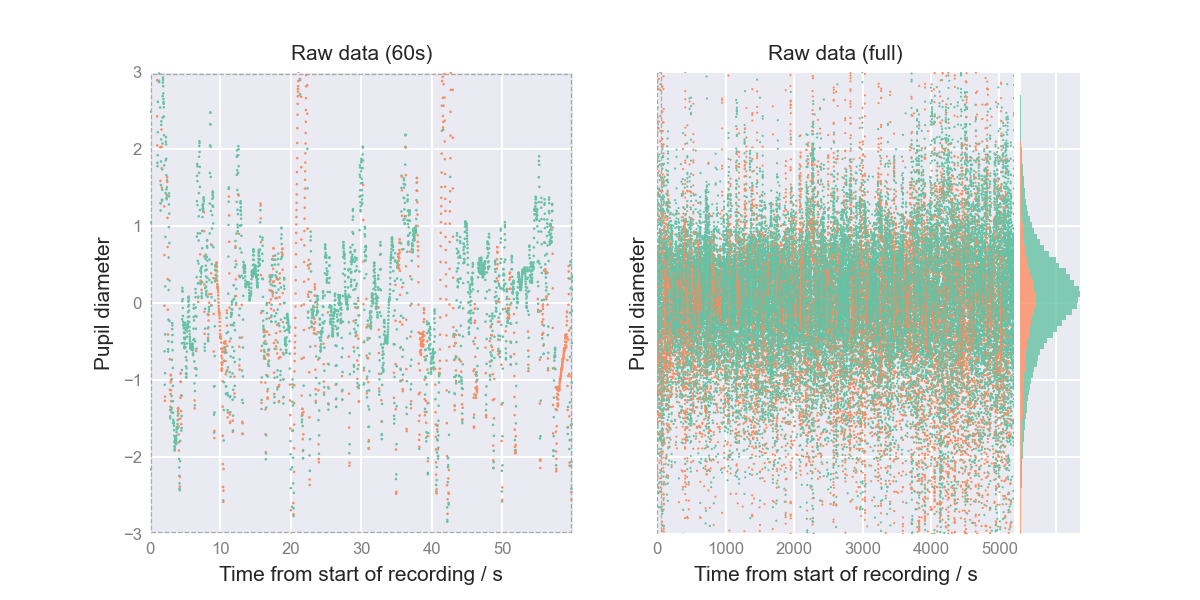 Raw data (60s)
Pupil diameter
3
2
1
0
−1
−2
−3
0 10 20 30 40 50
Time from start of recording / s
Raw data (full)
Pupil diameter
0 1000 2000 3000 4000 5000
Time from start of recording / s